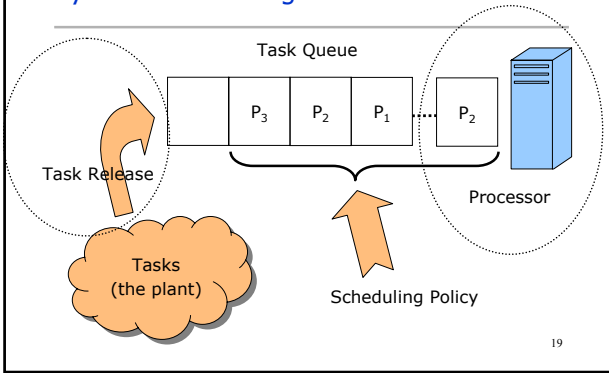 Task Queue
P₃ P₂ P₁ P₂
Task Release
Processor
Tasks
(the plant)
Scheduling Policy
19